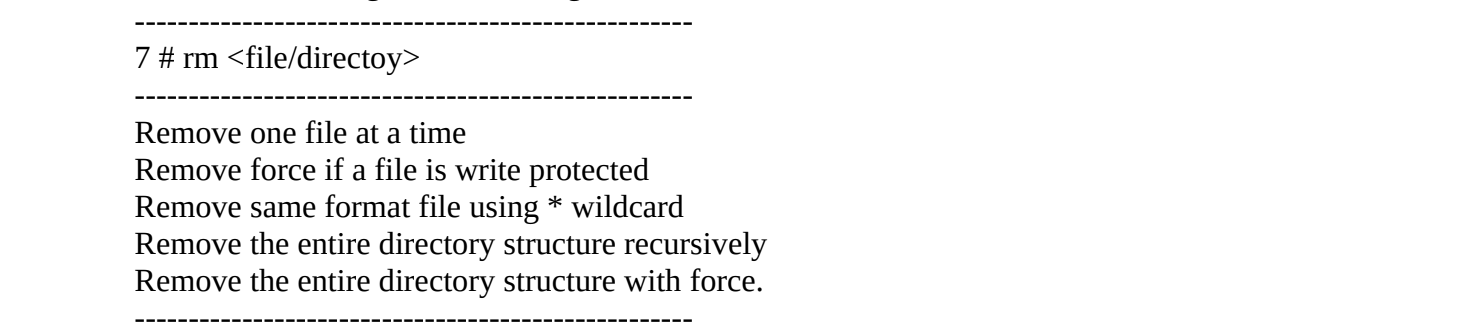 ----------------------------------------------------
7 # rm <file/directoy>
----------------------------------------------------
Remove one file at a time
Remove force if a file is write protected
Remove same format file using * wildcard
Remove the entire directory structure recursively
Remove the entire directory structure with force.
----------------------------------------------------